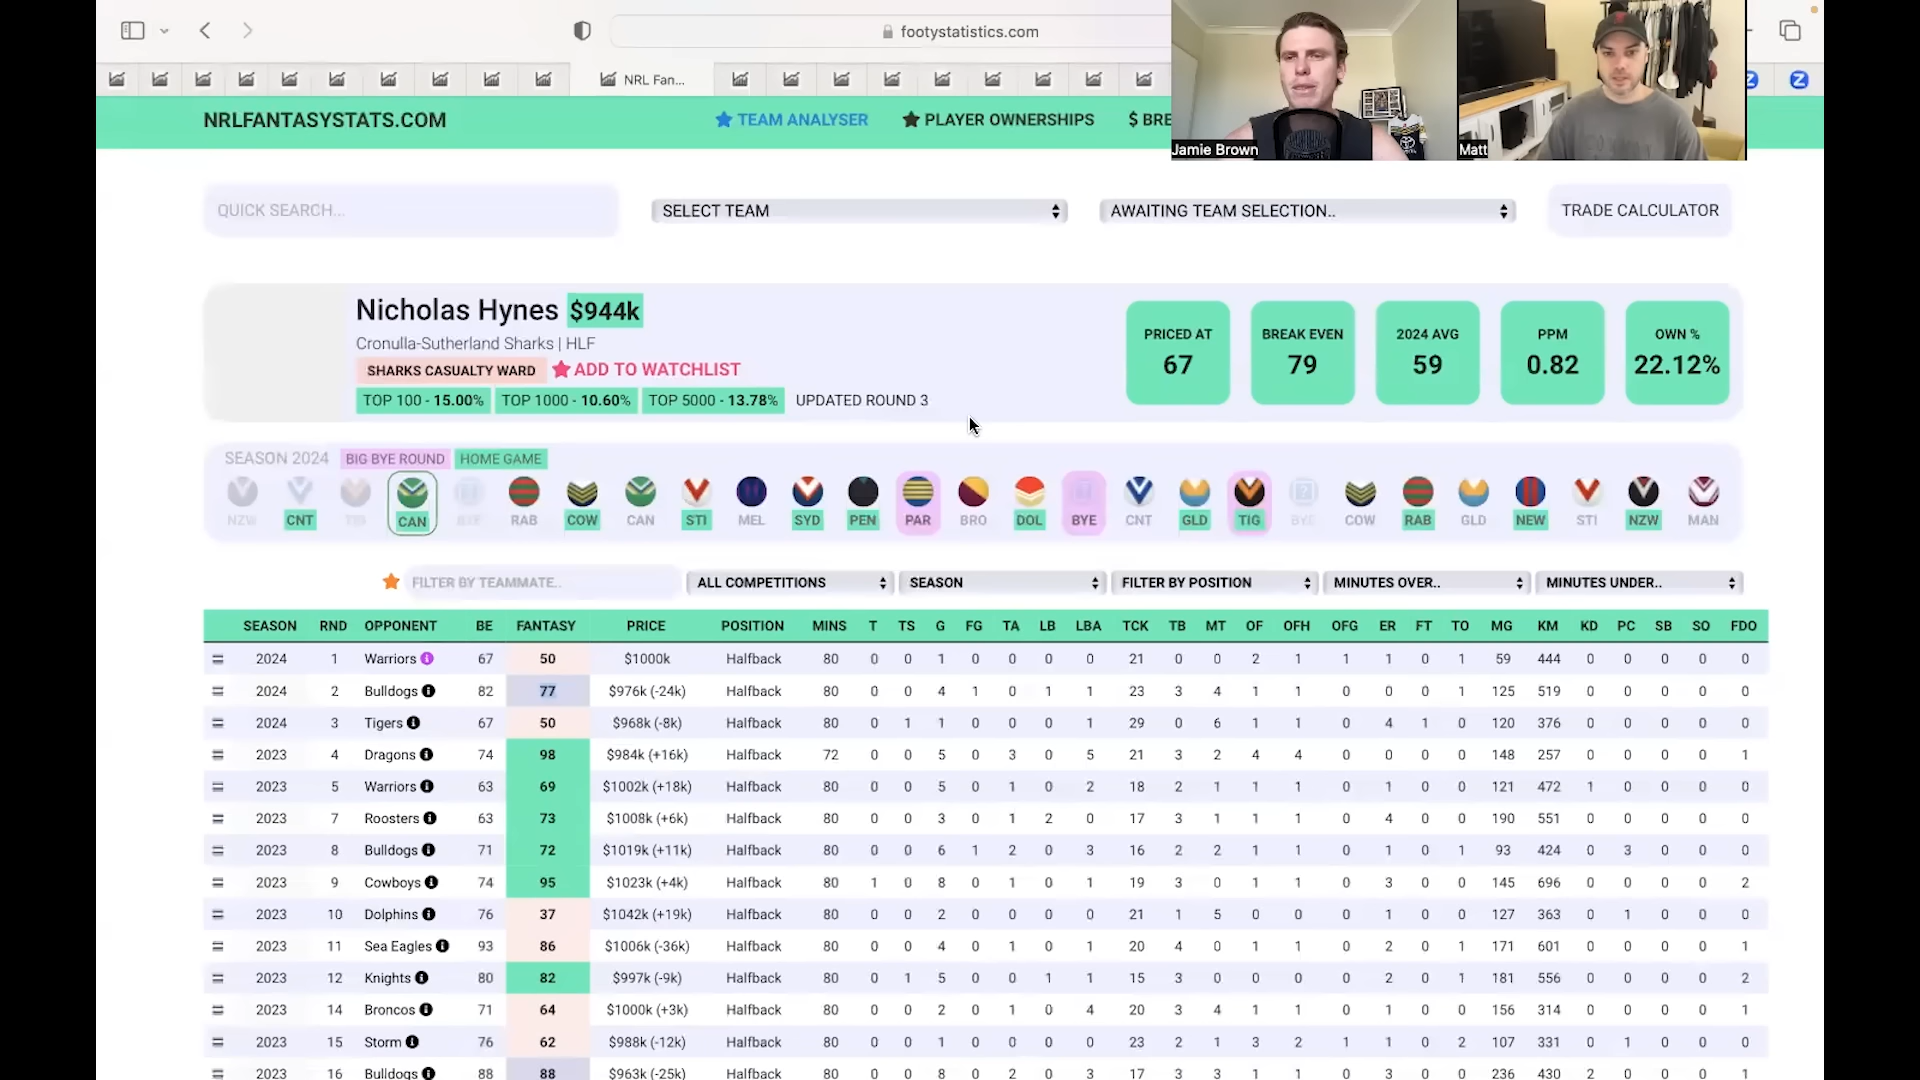 footystatistics.com
NRL Fan...
NRLFANTASYSTATS.COM
TEAM ANALYSER
PLAYER OWNERSHIPS
$ BRE
Jamie Brown
Matt
QUICK SEARCH...
SELECT TEAM
AWAITING TEAM SELECTION..
TRADE CALCULATOR
Nicholas Hynes $944k
Cronulla-Sutherland Sharks | HLF
SHARKS CASUALTY WARD ADD TO WATCHLIST
TOP 100 - 15.00% TOP 1000 - 10.60% TOP 5000 - 13.78% UPDATED ROUND 3
PRICED AT 67
BREAK EVEN 79
2024 AVG 59
PPM 0.82
OWN % 22.12%
SEASON 2024 BIG BYE ROUND HOME GAME
NZW CNT TIG CAN BYE RAB COW CAN STI MEL SYD PEN PAR BRO DOL BYE CNT GLD TIG BYE COW RAB GLD NEW STI NZW MAN
FILTER BY TEAMMATE.. ALL COMPETITIONS SEASON FILTER BY POSITION MINUTES OVER.. MINUTES UNDER..
SEASON RND OPPONENT BE FANTASY PRICE POSITION MINS T TS G FG TA LB LBA TCK TB MT OF OFH OFG ER FT TO MG KM KD PC SB SO FDO
2024 1 Warriors 67 50 $1000k Halfback 80 0 0 1 0 0 0 0 21 0 0 2 1 1 1 0 1 59 444 0 0 0 0 0
2024 2 Bulldogs 82 77 $976k (-24k) Halfback 80 0 0 4 1 0 1 1 23 3 4 1 1 0 0 0 1 125 519 0 0 0 0 0
2024 3 Tigers 67 50 $968k (-8k) Halfback 80 0 1 1 0 0 0 1 29 0 6 1 1 0 4 1 0 120 376 0 0 0 0 0
2023 4 Dragons 74 98 $984k (+16k) Halfback 72 0 0 5 0 3 0 5 21 3 2 4 4 0 0 0 0 148 257 0 0 0 0 1
2023 5 Warriors 63 69 $1002k (+18k) Halfback 80 0 0 5 0 1 0 2 18 2 1 1 1 0 1 0 0 121 472 1 0 0 0 0
2023 7 Roosters 63 73 $1008k (+6k) Halfback 80 0 0 3 0 1 2 0 17 3 1 1 1 0 4 0 0 190 551 0 0 0 0 0
2023 8 Bulldogs 71 72 $1019k (+11k) Halfback 80 0 0 6 1 2 0 3 16 2 2 1 1 0 1 0 1 93 424 0 3 0 0 0
2023 9 Cowboys 74 95 $1023k (+4k) Halfback 80 1 0 8 0 1 0 1 19 3 0 1 1 0 3 0 0 145 696 0 0 0 0 2
2023 10 Dolphins 76 37 $1042k (+19k) Halfback 80 0 0 2 0 0 0 0 21 1 5 0 0 0 1 0 0 127 363 0 1 0 0 0
2023 11 Sea Eagles 93 86 $1006k (-36k) Halfback 80 0 0 4 0 1 0 1 20 4 0 1 1 0 2 0 1 171 601 0 0 0 0 1
2023 12 Knights 80 82 $997k (-9k) Halfback 80 0 1 5 0 0 1 1 15 3 0 0 0 0 2 0 1 181 556 0 0 0 0 2
2023 14 Broncos 71 64 $1000k (+3k) Halfback 80 0 0 2 0 1 0 4 20 3 4 1 1 0 1 0 0 156 314 0 0 0 0 1
2023 15 Storm 76 62 $988k (-12k) Halfback 80 0 0 1 0 0 0 0 23 2 1 3 2 1 1 0 2 107 331 0 1 0 0 0
2023 16 Bulldogs 88 88 $963k (-25k) Halfback 80 0 0 8 0 2 0 3 17 3 3 1 1 0 3 0 0 236 430 2 0 0 0 1